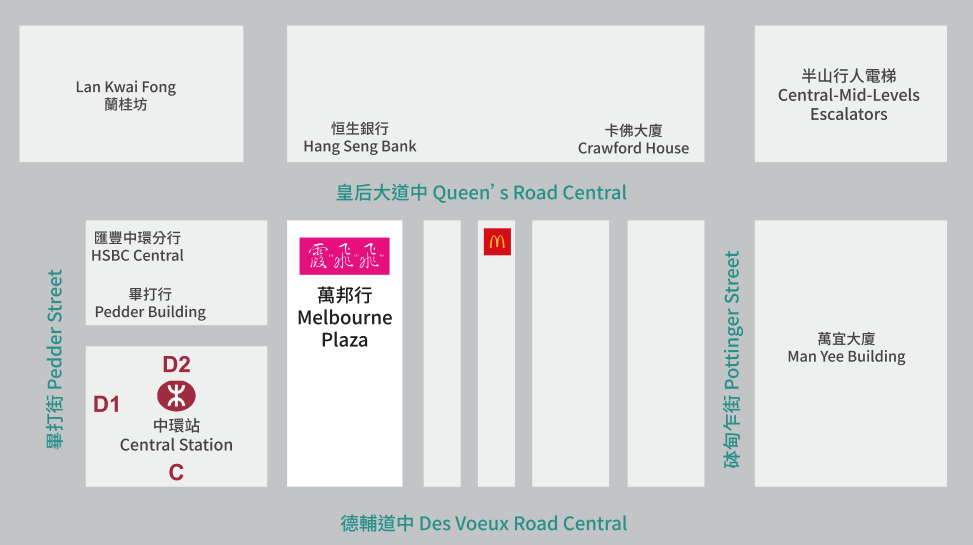 Lan Kwai Fong
蘭桂坊
恒生銀行
Hang Seng Bank
卡佛大廈
Crawford House
半山行人電梯
Central-Mid-Levels
Escalators
皇后大道中 Queen's Road Central
畢打街 Pedder Street
匯豐中環分行
HSBC Central
畢打行
Pedder Building
D2
D1
中環站
Central Station
C
霞飛飛
萬邦行
Melbourne
Plaza
砵甸乍街 Pottinger Street
萬宜大廈
Man Yee Building
德輔道中 Des Voeux Road Central